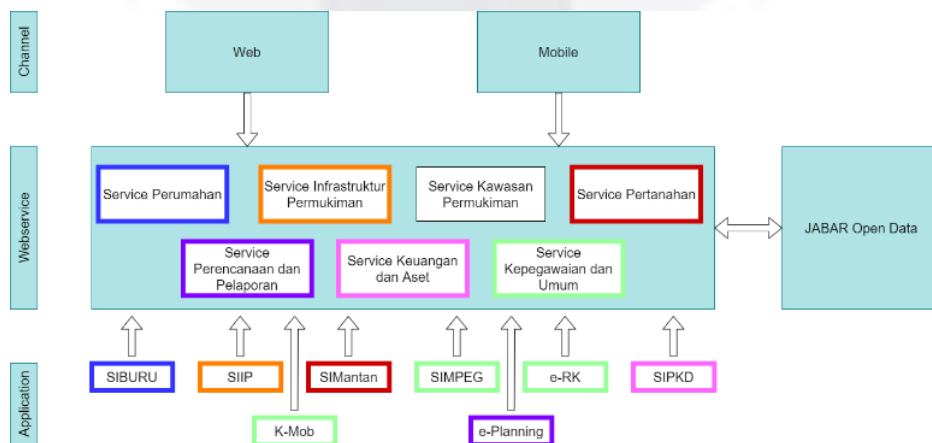 Channel
Web
Mobile
Webservice
Service Perumahan
Service Infrastruktur
Permukiman
Service Kawasan
Permukiman
Service Pertanahan
Service
Perencanaan dan
Pelaporan
Service Keuangan
dan Aset
Service
Kepegawaian dan
Umum
JABAR Open Data
Application
SIBURU
SIIP
SIMantan
SIMPEG
e-RK
SIPKD
K-Mob
e-Planning